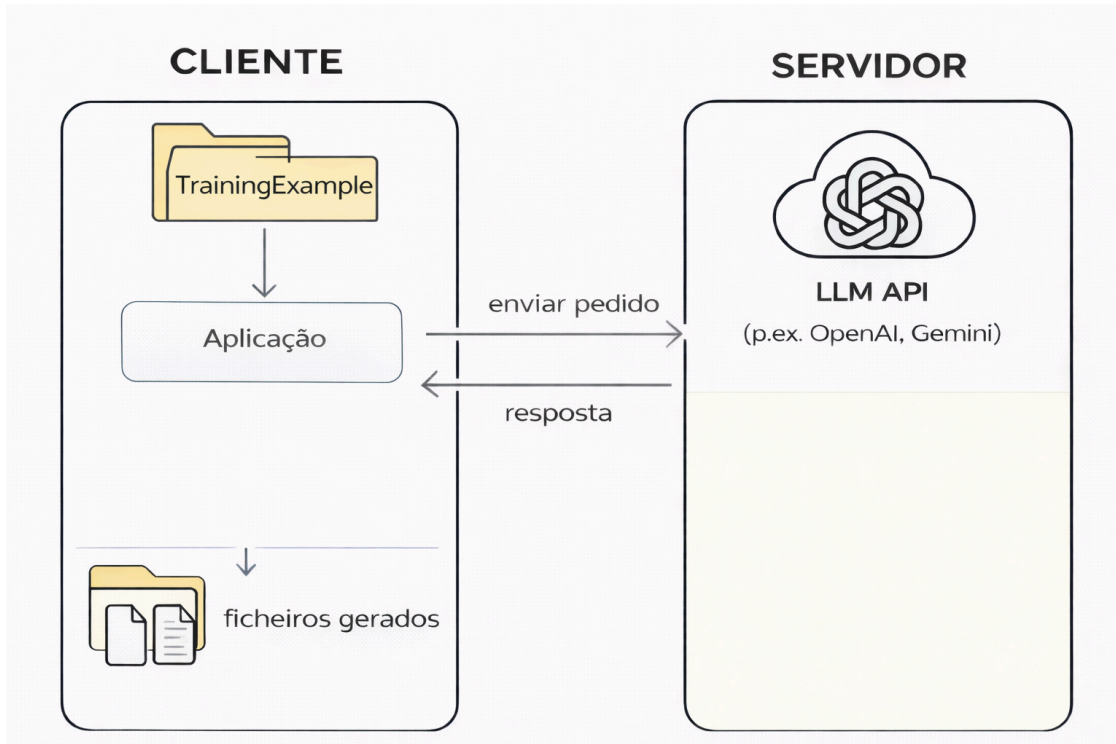 CLIENTE
TrainingExample
Aplicação
ficheiros gerados
enviar pedido
resposta
SERVIDOR
LLM API
(p.ex. OpenAI, Gemini)